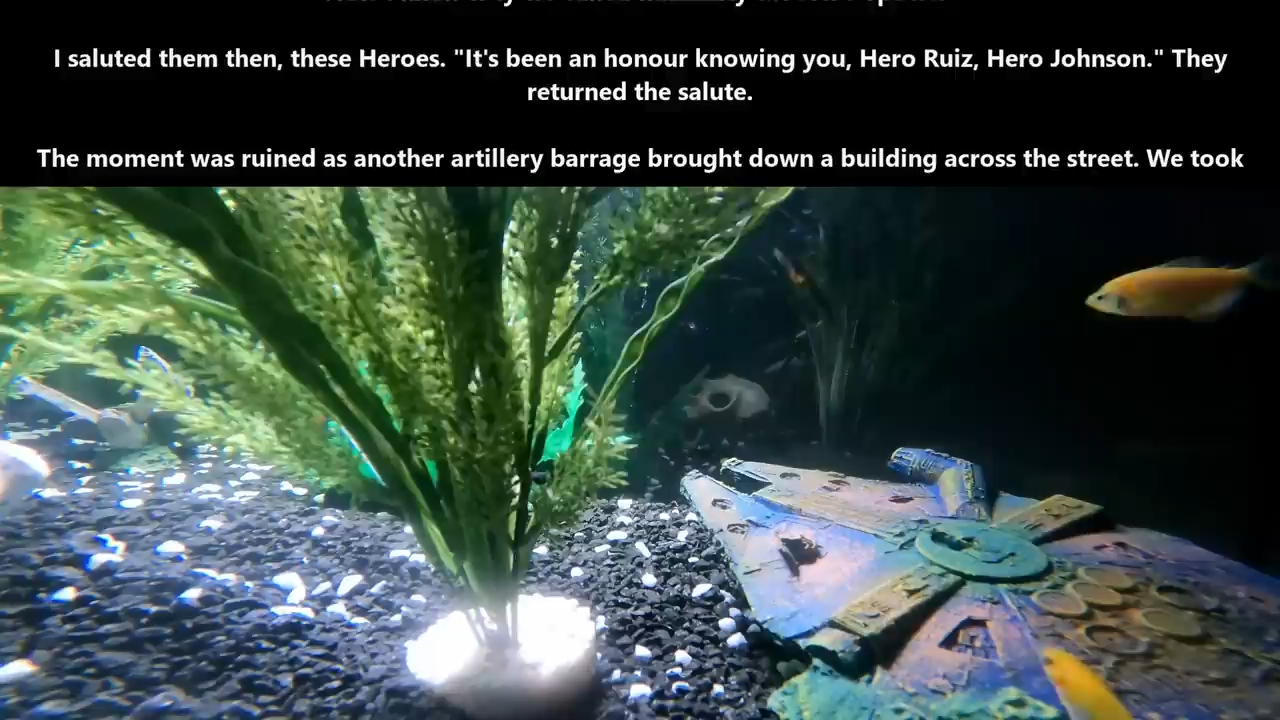 I saluted them then, these Heroes. "It's been an honour knowing you, Hero Ruiz, Hero Johnson." They
returned the salute.
The moment was ruined as another artillery barrage brought down a building across the street. We took